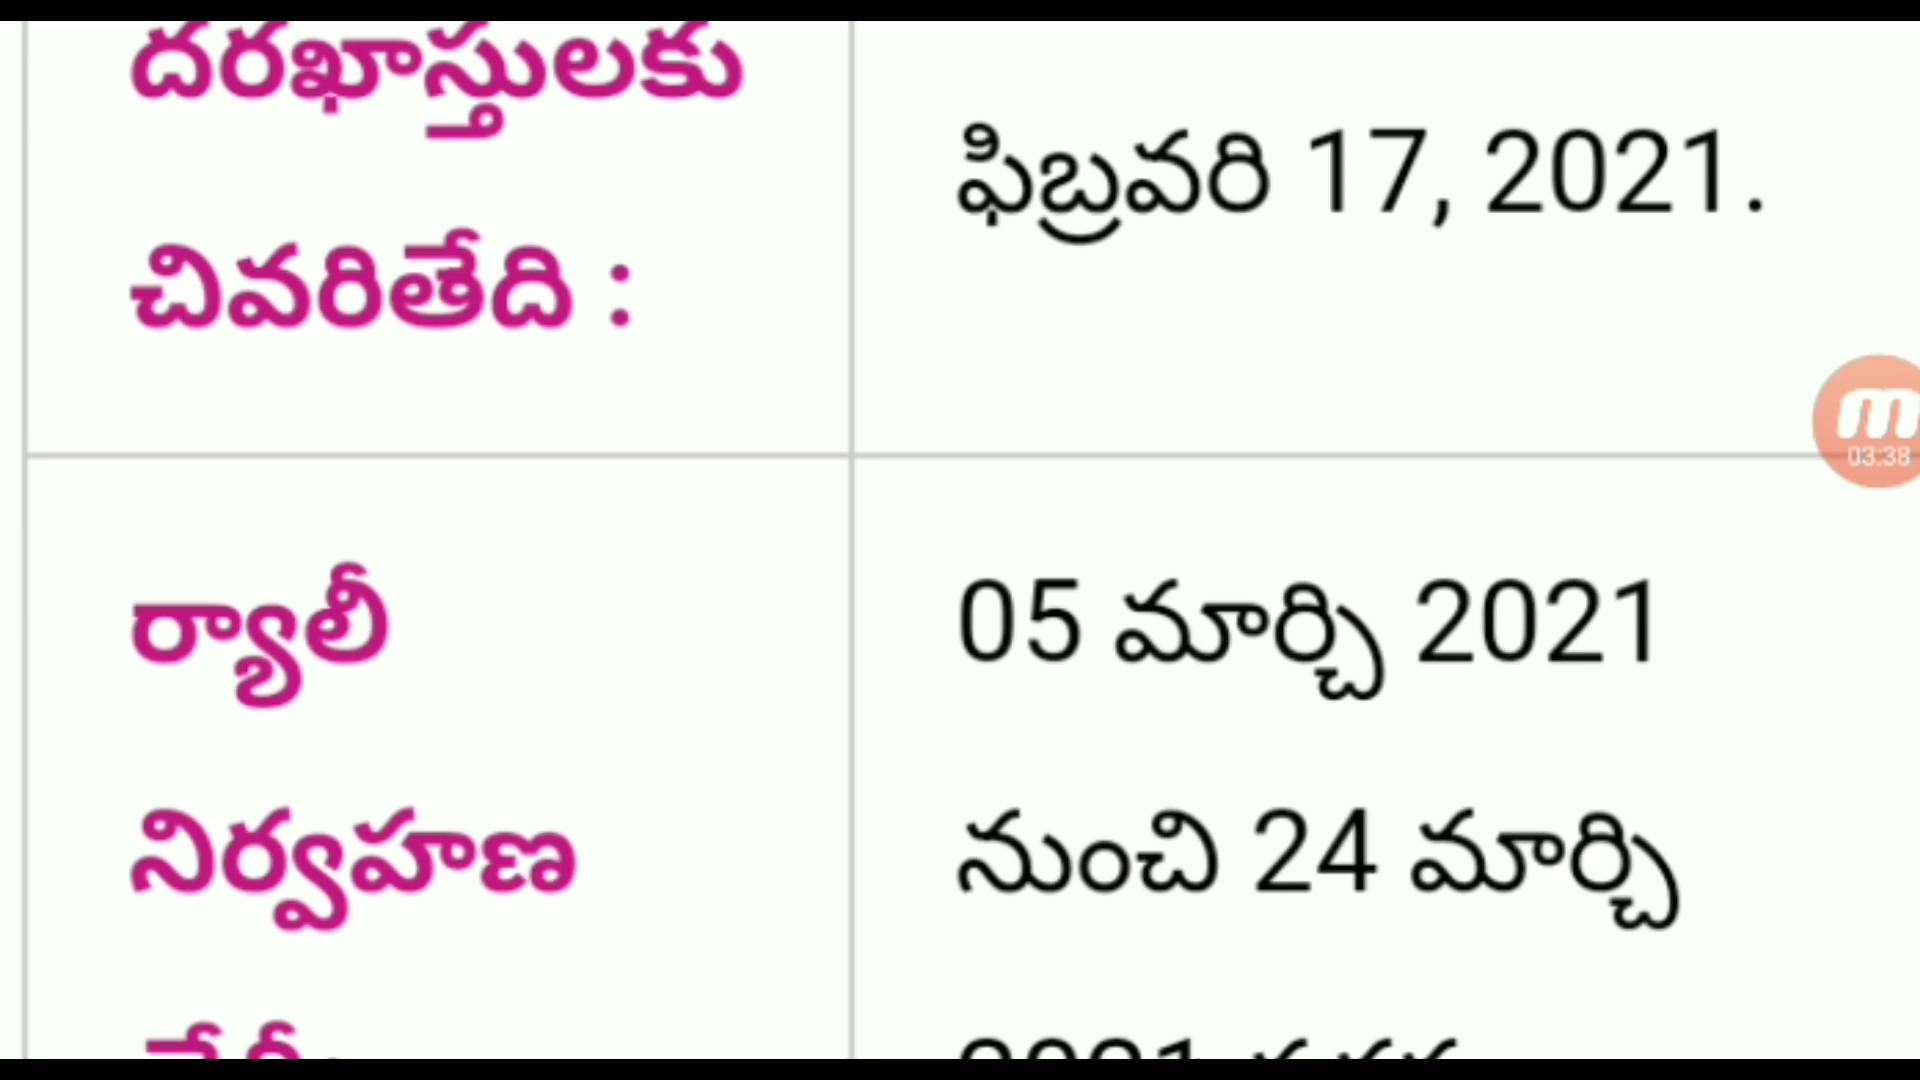 దరఖాస్తులకు
చివరితేది :
ఫిబ్రవరి 17, 2021.
03:38
ర్యాలీ
నిర్వహణ
05 మార్చి 2021
నుంచి 24 మార్చి